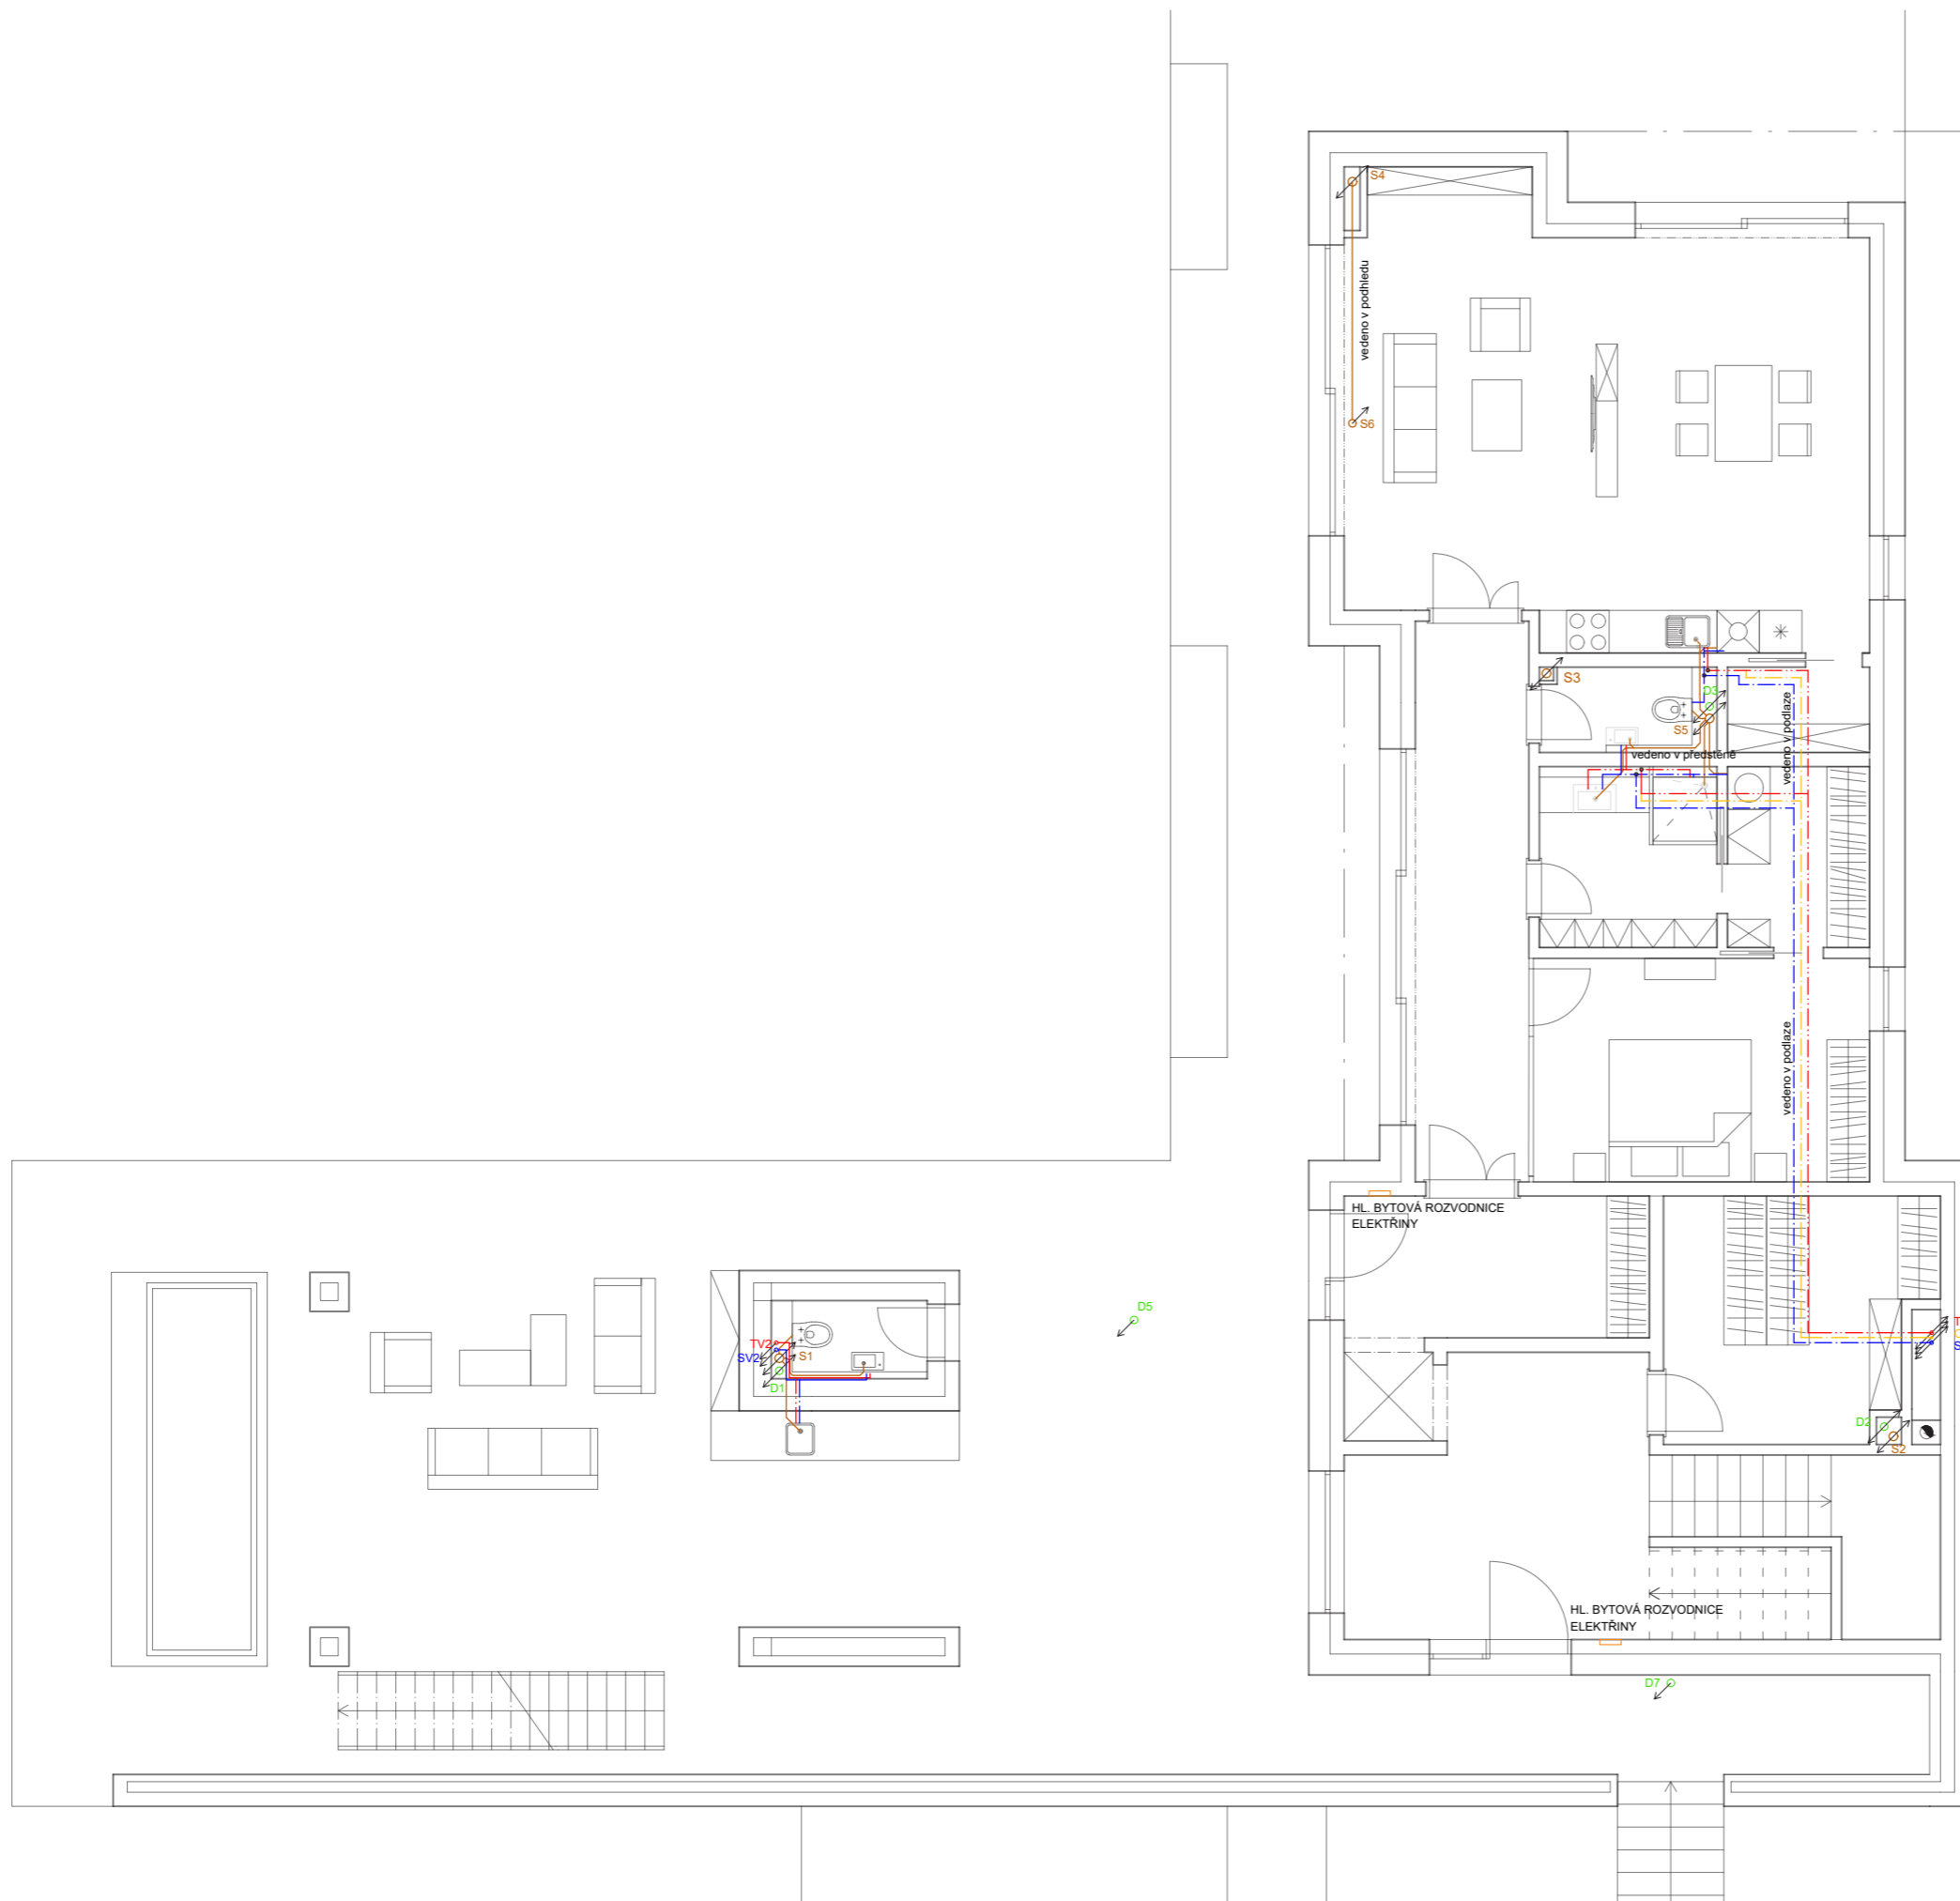 S4
vedeno v podhledu
S6
S3
D3
S5
vedeno v předstěně
vedeno v podlaze
vedeno v podlaze
HL. BYTOVÁ ROZVODNICE
ELEKTŘINY
D5
TV2
SV2
S1
D1
T
C
S
D2
S2
HL. BYTOVÁ ROZVODNICE
ELEKTŘINY
D7